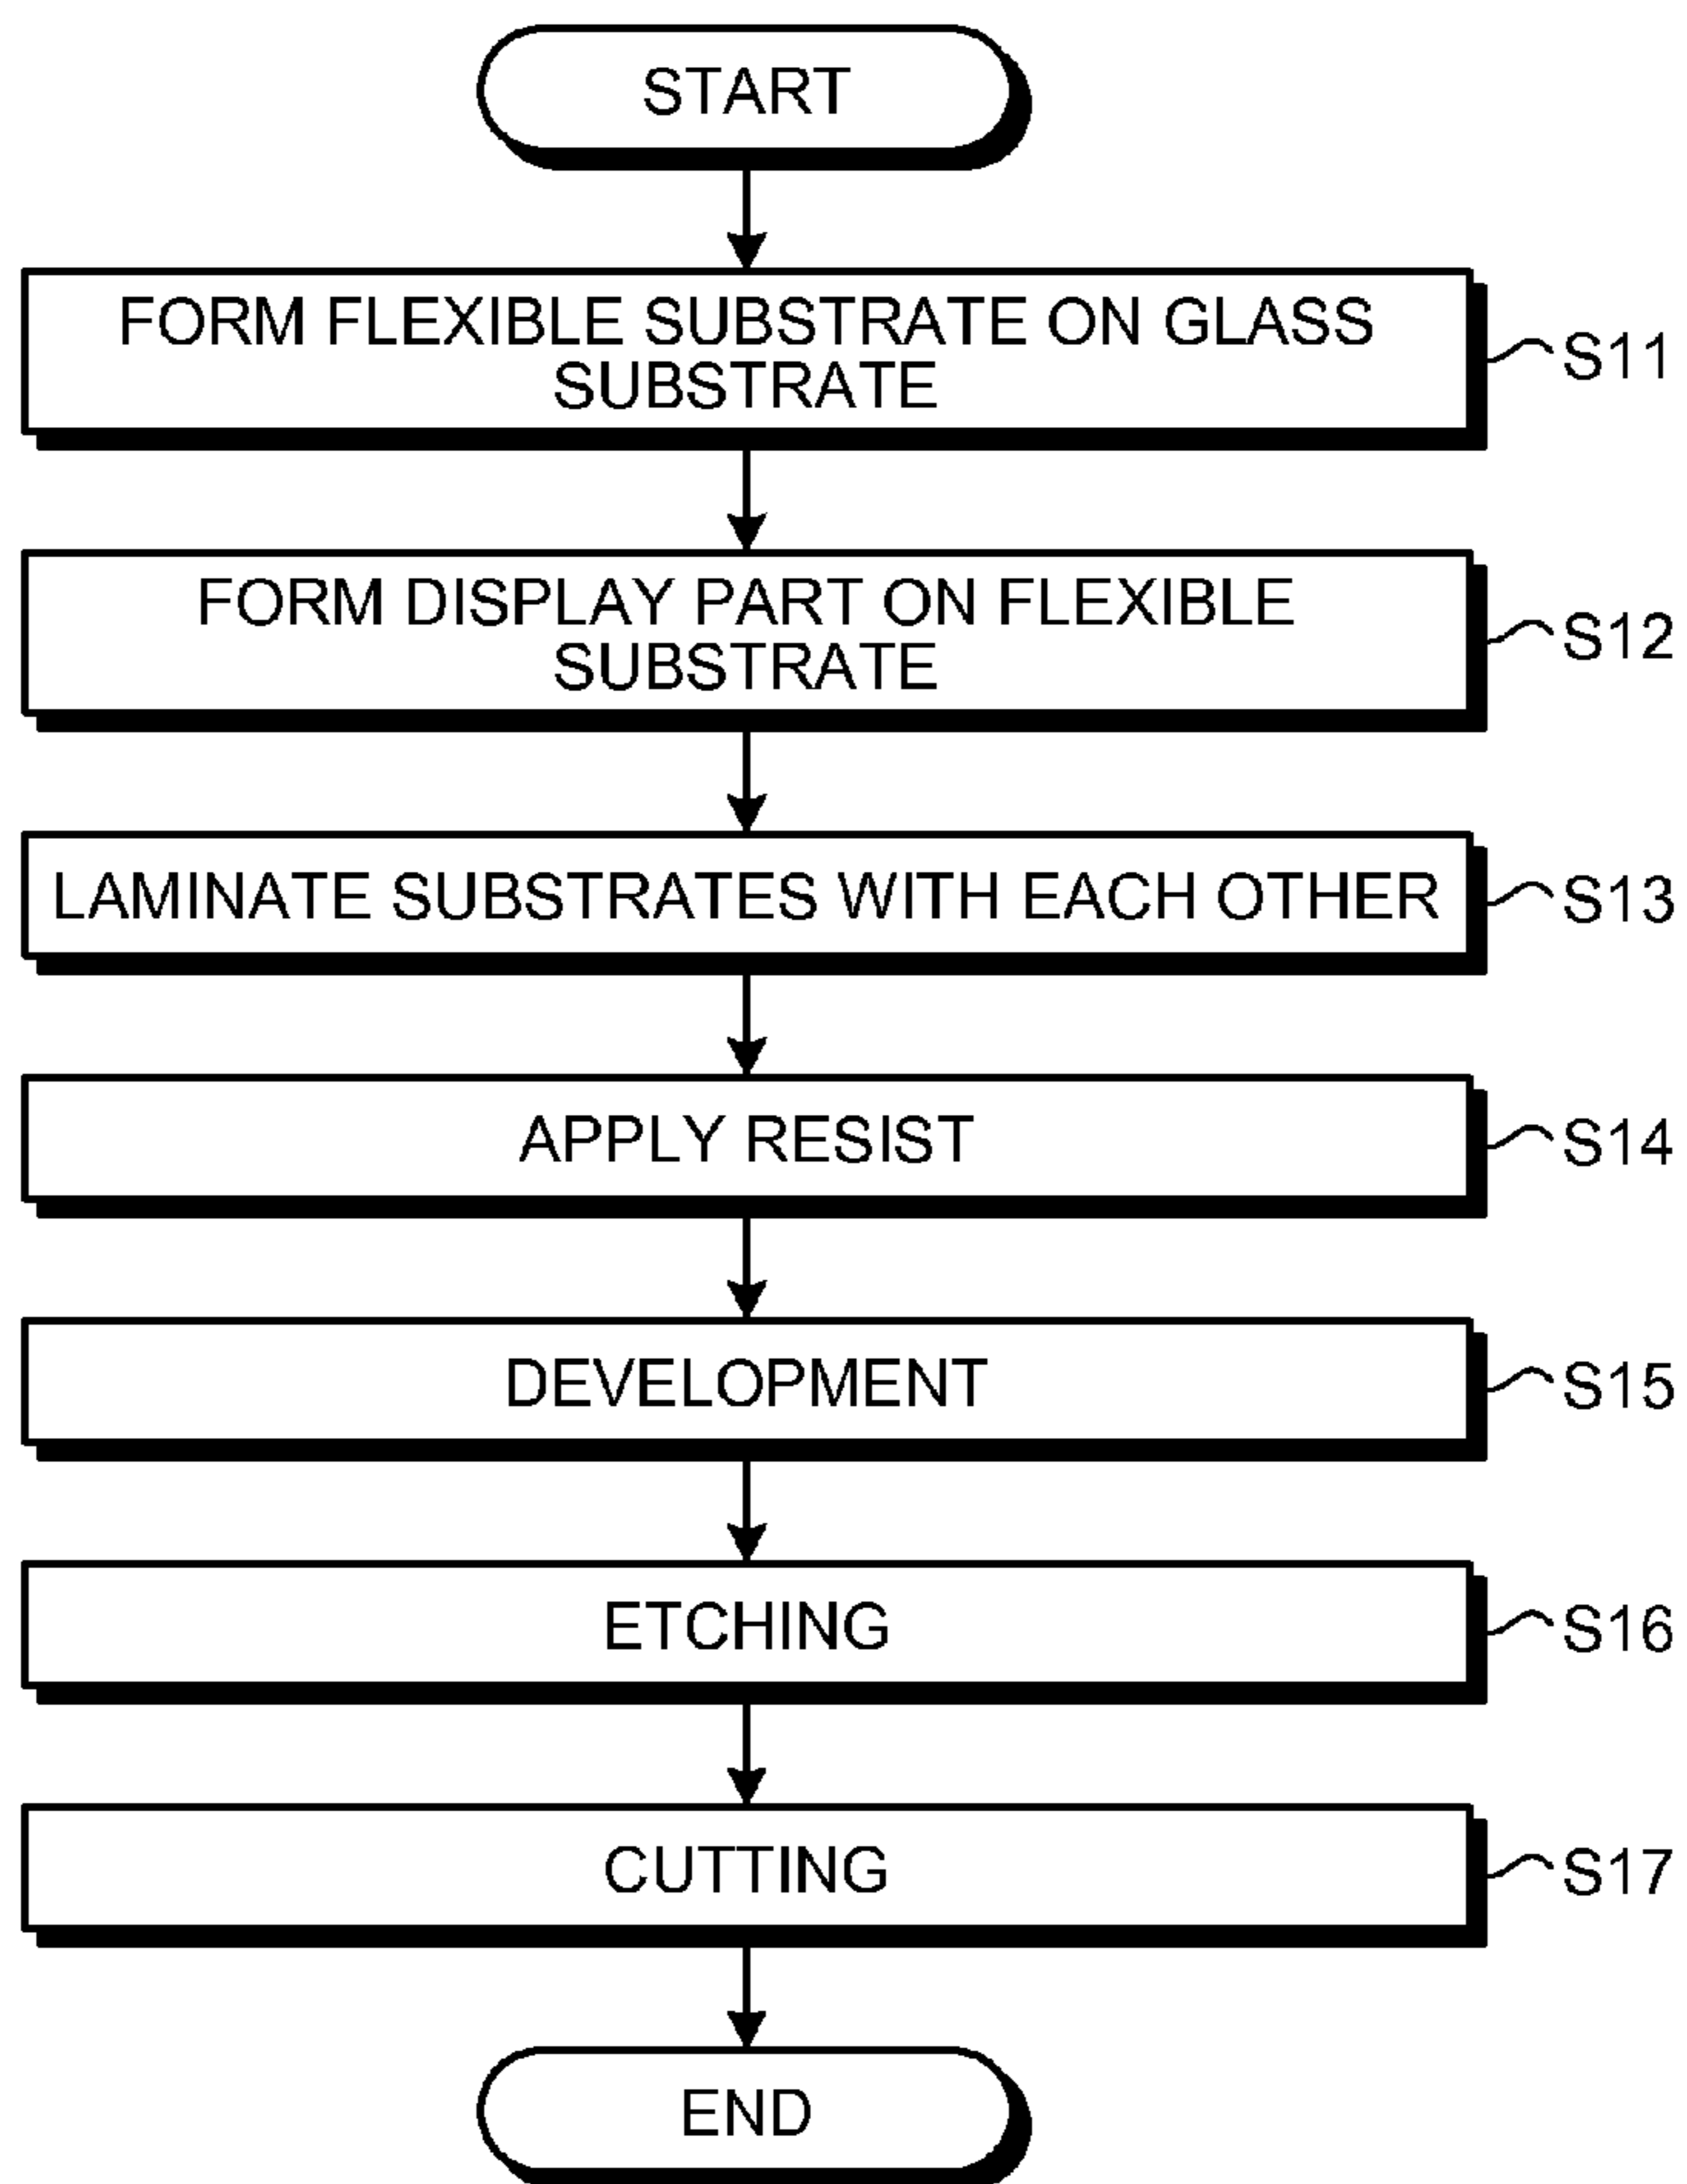 START
FORM FLEXIBLE SUBSTRATE ON GLASS
SUBSTRATE
S11
FORM DISPLAY PART ON FLEXIBLE
SUBSTRATE
S12
LAMINATE SUBSTRATES WITH EACH OTHER
S13
APPLY RESIST
S14
DEVELOPMENT
S15
ETCHING
S16
CUTTING
S17
END